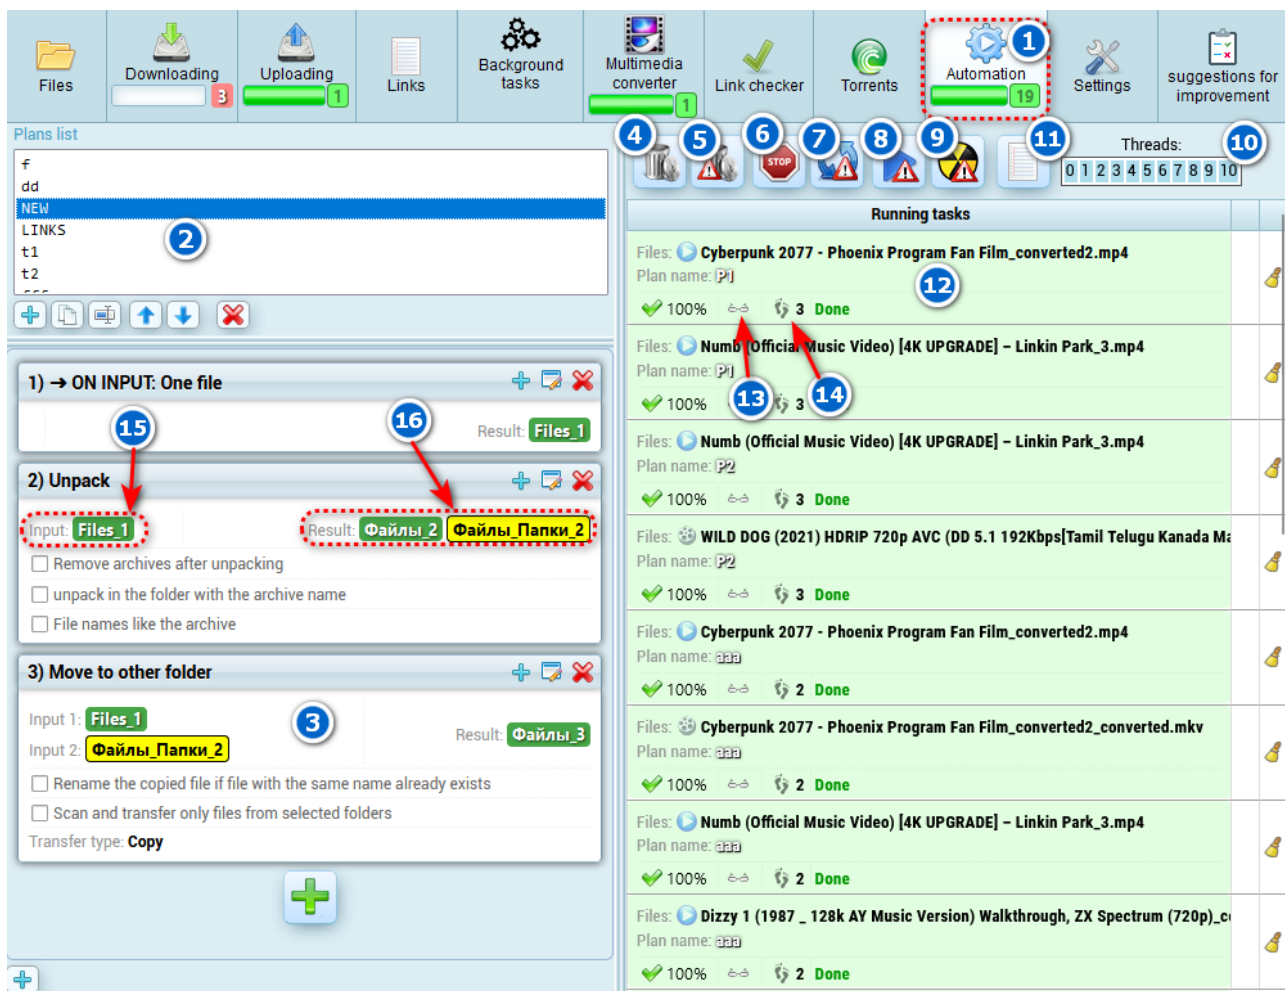 Files
Downloading
3
Uploading
1
Links
Background
tasks
Multimedia
converter
1
Link checker
Torrents
Automation
19
1
Settings
suggestions for
improvement
Plans list
f
dd
NEW
LINKS
t1
t2
2
4
5
6
STOP
7
8
9
11
Threads:
10
0 1 2 3 4 5 6 7 8 9 10
1) → ON INPUT: One file
Result: Files_1
15
16
2) Unpack
Input: Files_1
Result: Файлы_2 Файлы_Папки_2
Remove archives after unpacking
unpack in the folder with the archive name
File names like the archive
3) Move to other folder
Input 1: Files_1
Input 2: Файлы_Папки_2
3
Result: Файлы_3
Rename the copied file if file with the same name already exists
Scan and transfer only files from selected folders
Transfer type: Copy
Running tasks
Files: Cyberpunk 2077 - Phoenix Program Fan Film_converted2.mp4
Plan name: P1
12
100% 3 Done
Files: Numb (Official Music Video) [4K UPGRADE] – Linkin Park_3.mp4
Plan name: P1
100% 13 3 14
Files: Numb (Official Music Video) [4K UPGRADE] – Linkin Park_3.mp4
Plan name: P2
100% 3 Done
Files: WILD DOG (2021) HDRIP 720p AVC (DD 5.1 192Kbps[Tamil Telugu Kanada Ma
Plan name: P2
100% 3 Done
Files: Cyberpunk 2077 - Phoenix Program Fan Film_converted2.mp4
Plan name: aaa
100% 2 Done
Files: Cyberpunk 2077 - Phoenix Program Fan Film_converted2_converted.mkv
Plan name: aaa
100% 2 Done
Files: Numb (Official Music Video) [4K UPGRADE] – Linkin Park_3.mp4
Plan name: aaa
100% 2 Done
Files: Dizzy 1 (1987 _ 128k AY Music Version) Walkthrough, ZX Spectrum (720p)_c
Plan name: aaa
100% 2 Done